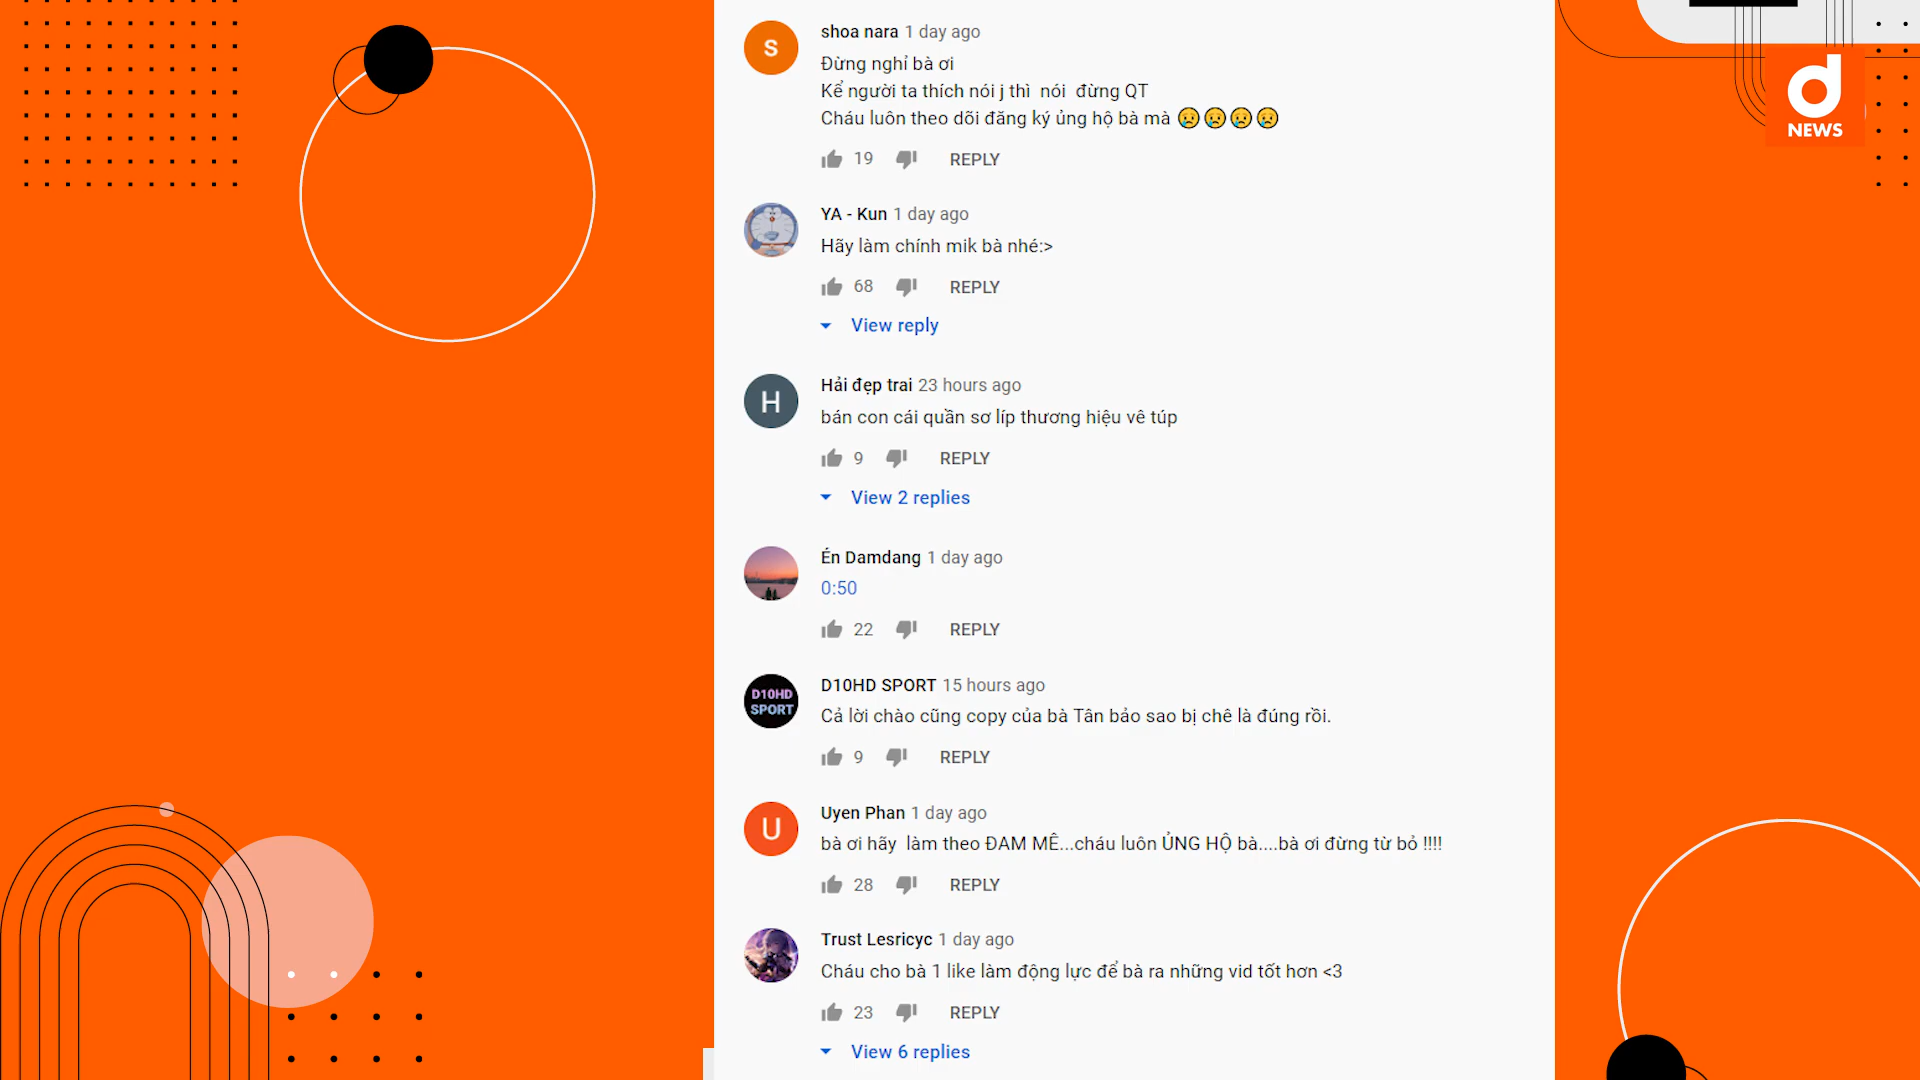 S
shoa nara 1 day ago
Đừng nghỉ bà ơi
Kể người ta thích nói j thì  nói  đừng QT
Cháu luôn theo dõi đăng ký ủng hộ bà mà 😢😢😢😢
19 REPLY
YA - Kun 1 day ago
Hãy làm chính mik bà nhé:>
68 REPLY
View reply
H
Hải đẹp trai 23 hours ago
bán con cái quần sơ líp thương hiệu vê túp
9 REPLY
View 2 replies
Én Damdang 1 day ago
0:50
22 REPLY
D10HD SPORT
D10HD SPORT 15 hours ago
Cả lời chào cũng copy của bà Tân bảo sao bị chê là đúng rồi.
9 REPLY
U
Uyen Phan 1 day ago
bà ơi hãy  làm theo ĐAM MÊ...cháu luôn ỦNG HỘ bà....bà ơi đừng từ bỏ !!!!
28 REPLY
Trust Lesricyc 1 day ago
Cháu cho bà 1 like làm động lực để bà ra những vid tốt hơn <3
23 REPLY
View 6 replies
d
NEWS